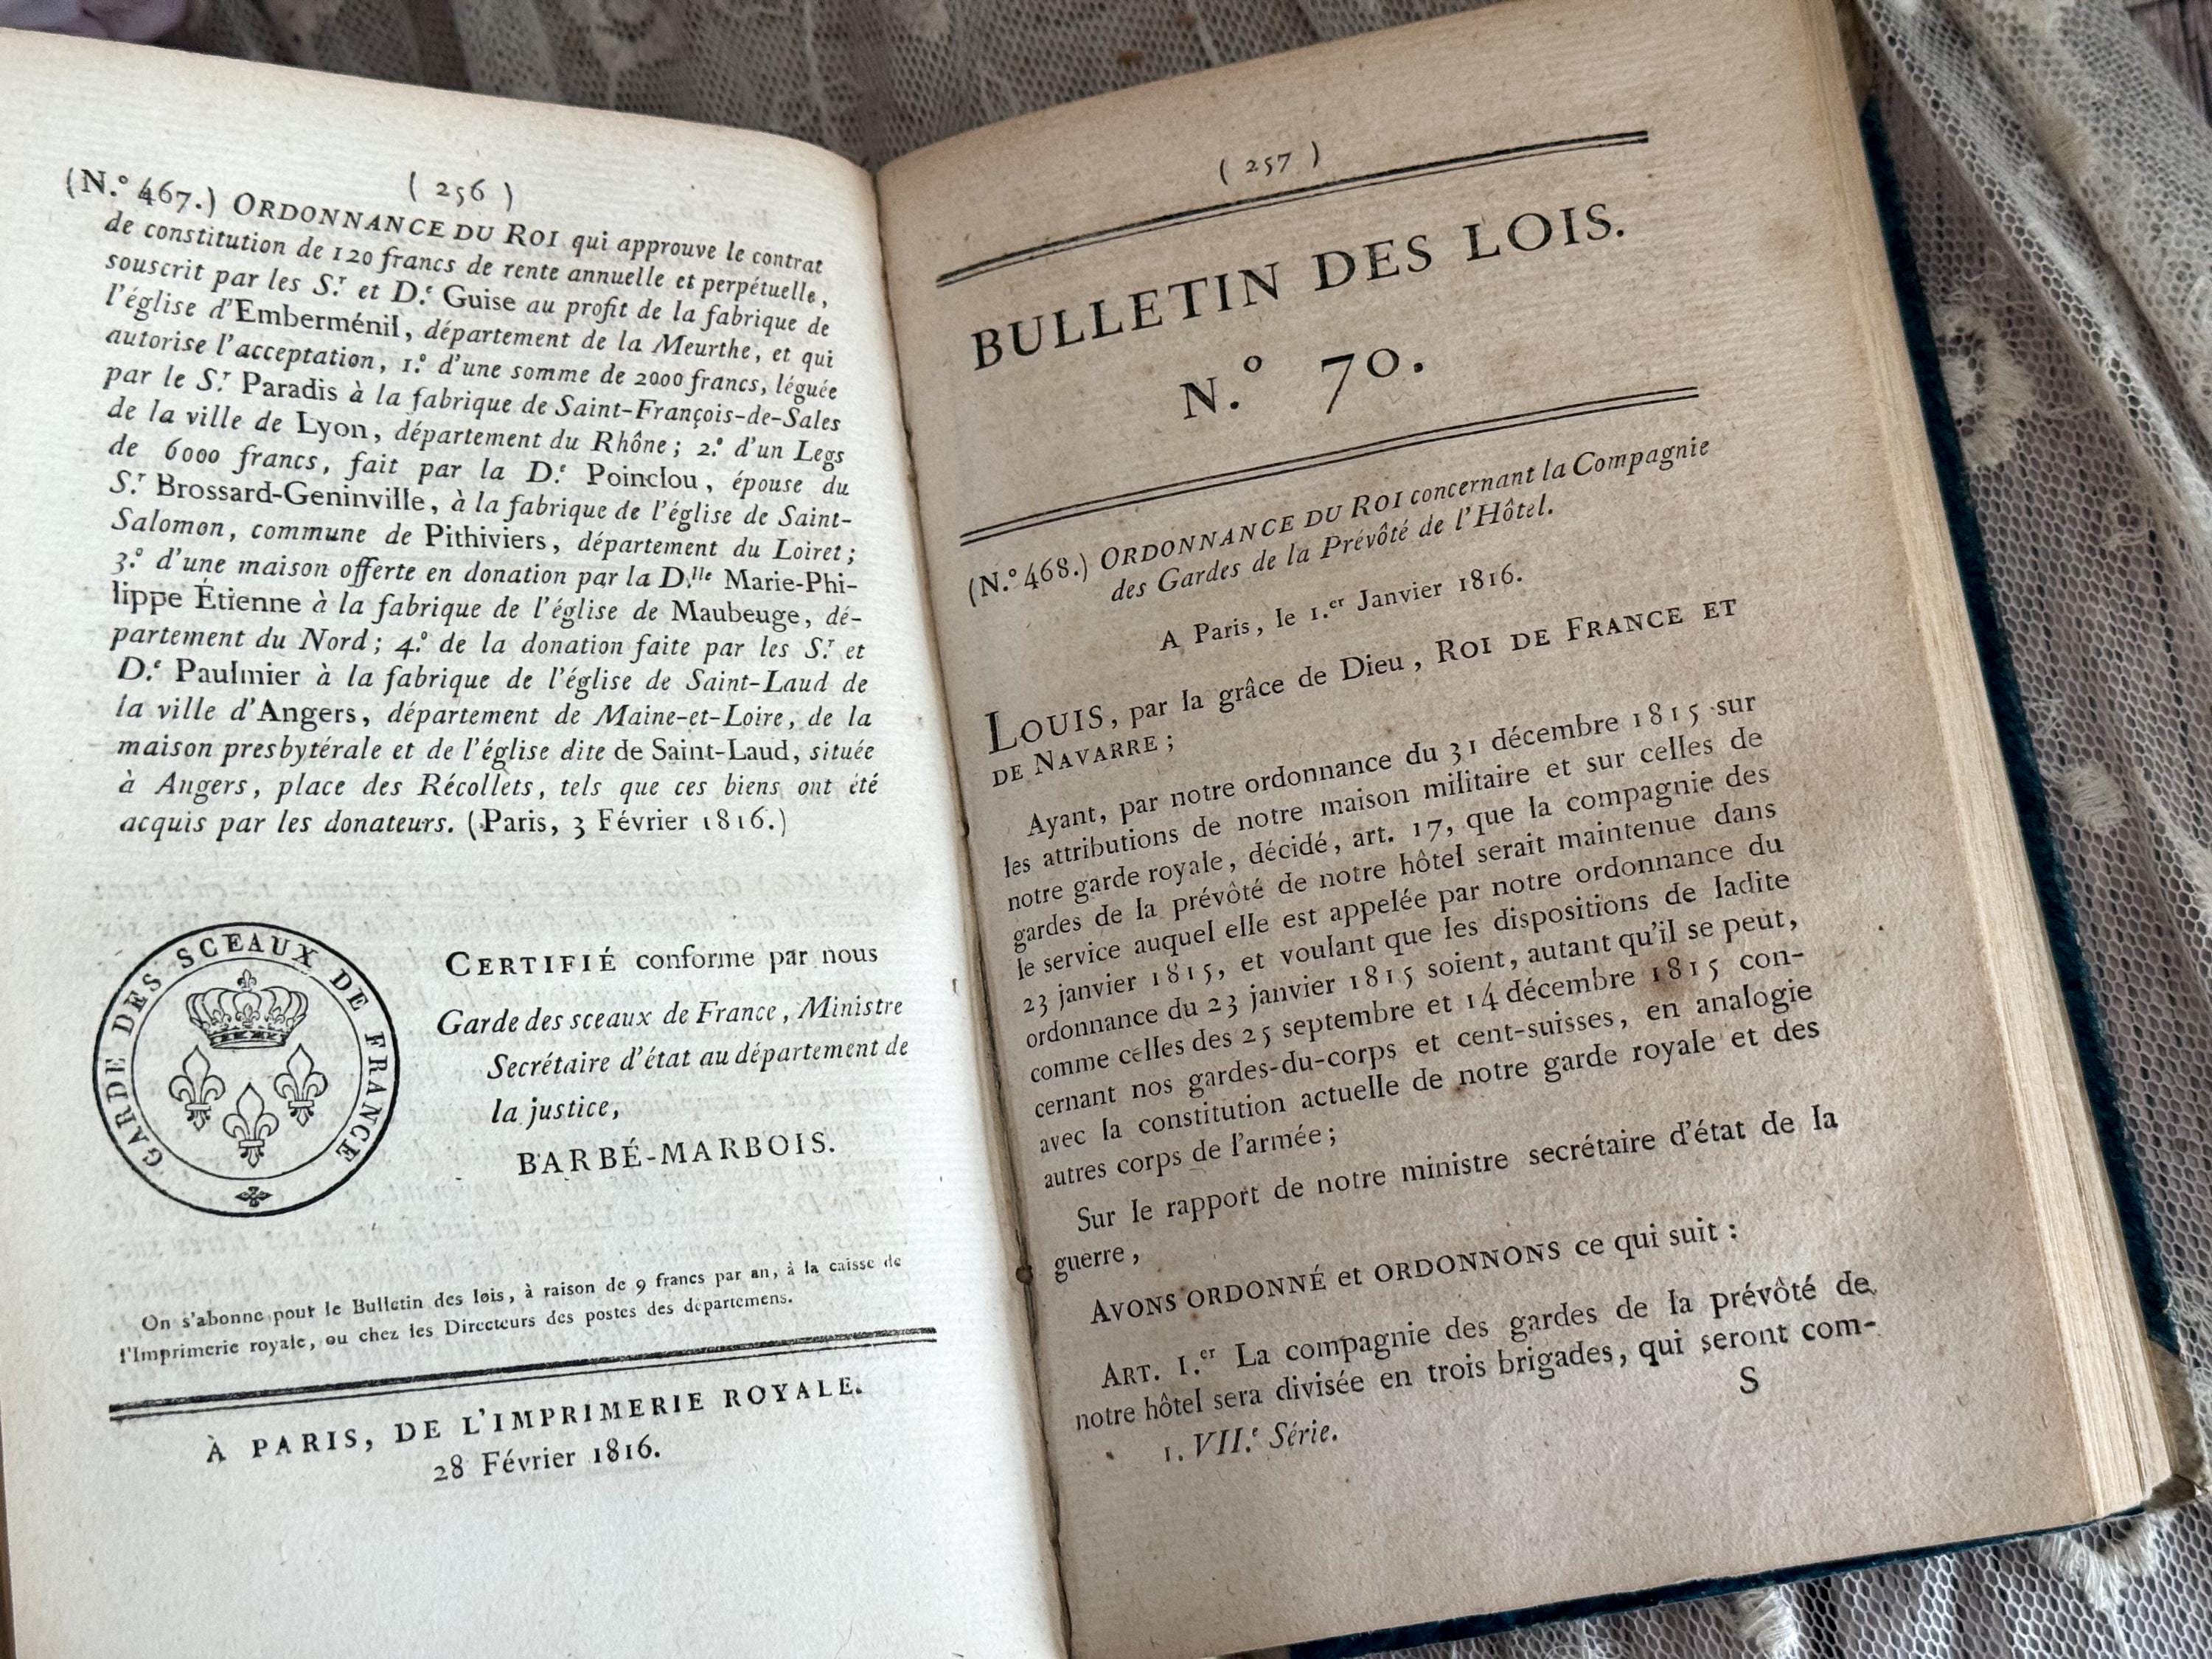 ( 256 )
(N.º 467.) ORDONNANCE DU ROI qui approuve le contrat
de constitution de 120 francs de rente annuelle et perpétuelle,
souscrit par les S.r et D.e Guise au profit de la fabrique de
l'église d'Emberménil, département de la Meurthe, et qui
autorise l'acceptation, 1.º d'une somme de 2000 francs, léguée
par le S.r Paradis à la fabrique de Saint-François-de-Sales
de la ville de Lyon, département du Rhône; 2.º d'un Legs
de 6000 francs, fait par la D.e Poinclou, épouse du
S.r Brossard-Geninville, à la fabrique de l'église de Saint-
Salomon, commune de Pithiviers, département du Loiret;
3.º d'une maison offerte en donation par la D.lle Marie-Phi-
lippe Étienne à la fabrique de l'église de Maubeuge, dé-
partement du Nord; 4.º de la donation faite par les S.r et
D.e Paulmier à la fabrique de l'église de Saint-Laud de
la ville d'Angers, département de Maine-et-Loire, de la
maison presbytérale et de l'église dite de Saint-Laud, située
à Angers, place des Récollets, tels que ces biens ont été
acquis par les donateurs. (Paris, 3 Février 1816.)
GARDE DES SCEAUX DE FRANCE
CERTIFIÉ conforme par nous
Garde des sceaux de France, Ministre
Secrétaire d'état au département de
la justice,
BARBÉ-MARBOIS.
On s'abonne pour le Bulletin des lois, à raison de 9 francs par an, à la caisse de
l'Imprimerie royale, ou chez les Directeurs des postes des départemens.
À PARIS, DE L'IMPRIMERIE ROYALE.
28 Février 1816.
( 257 )
BULLETIN DES LOIS.
N.º 70.
(N.º 468.) ORDONNANCE DU ROI concernant la Compagnie
des Gardes de la Prévôté de l'Hôtel.
A Paris, le 1.er Janvier 1816.
LOUIS, par la grâce de Dieu, ROI DE FRANCE ET
DE NAVARRE;
Ayant, par notre ordonnance du 31 décembre 1815 sur
les attributions de notre maison militaire et sur celles de
notre garde royale, décidé, art. 17, que la compagnie des
gardes de la prévôté de notre hôtel serait maintenue dans
le service auquel elle est appelée par notre ordonnance du
23 janvier 1815, et voulant que les dispositions de ladite
ordonnance du 23 janvier 1815 soient, autant qu'il se peut,
comme celles des 25 septembre et 14 décembre 1815 con-
cernant nos gardes-du-corps et cent-suisses, en analogie
avec la constitution actuelle de notre garde royale et des
autres corps de l'armée;
Sur le rapport de notre ministre secrétaire d'état de la
guerre,
AVONS ORDONNÉ et ORDONNONS ce qui suit :
ART. 1.er La compagnie des gardes de la prévôté de
notre hôtel sera divisée en trois brigades, qui seront com-
1. VII.e Série.
S